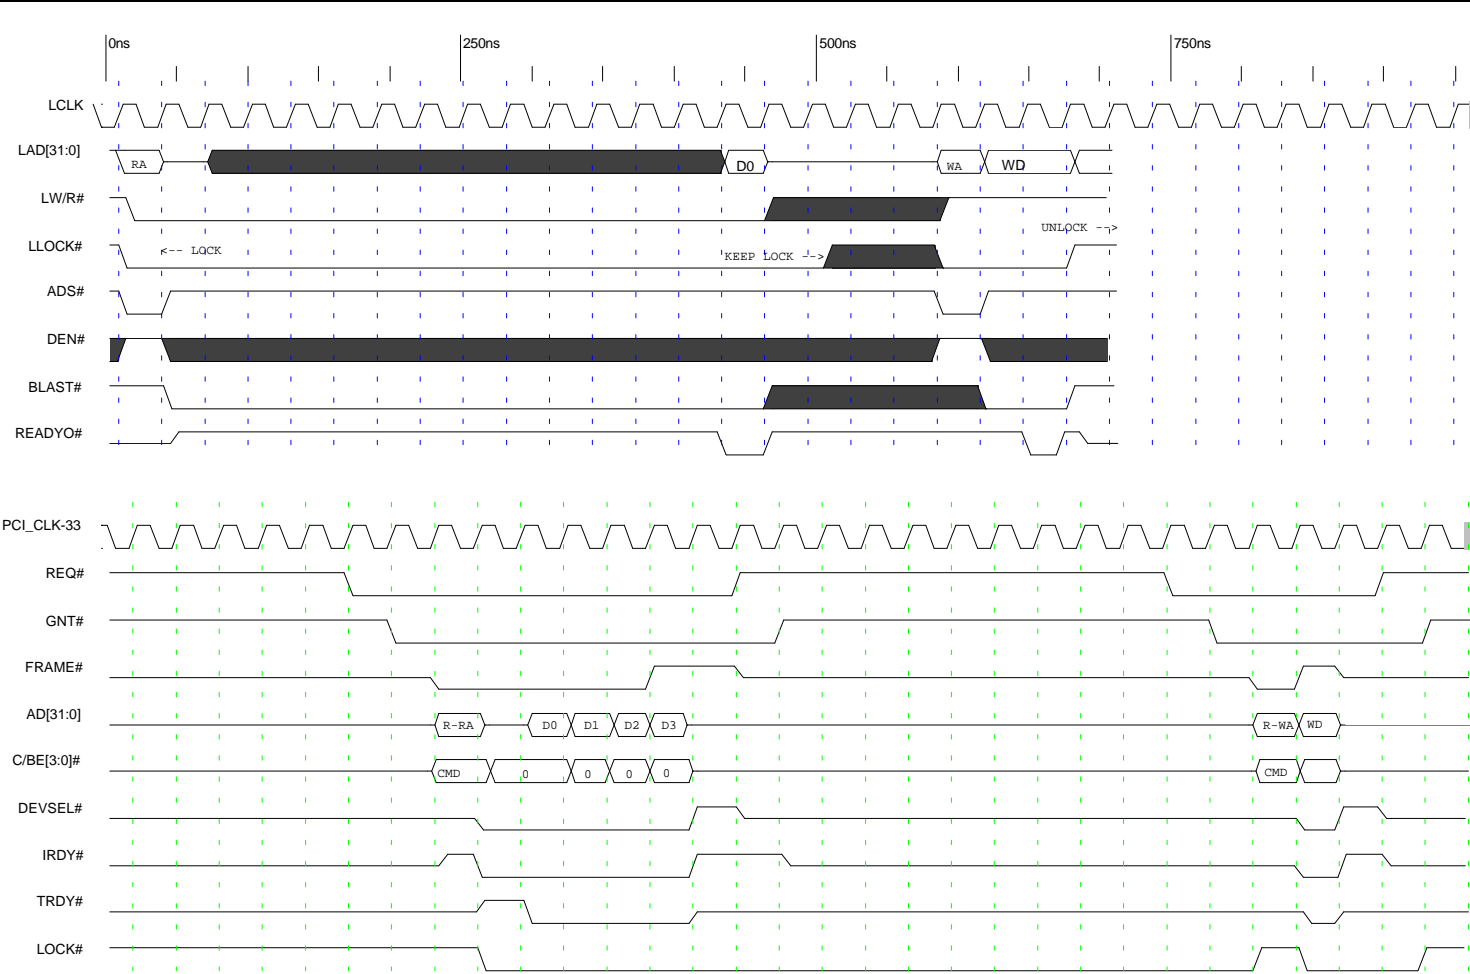 0ns 250ns 500ns 750ns
LCLK
LAD[31:0] RA D0 WA WD
LW/R#
UNLOCK -->
LLOCK# <-- LOCK KEEP LOCK -->
ADS#
DEN#
BLAST#
READYO#
PCI_CLK-33
REQ#
GNT#
FRAME#
AD[31:0] R-RA D0 D1 D2 D3 R-WA WD
C/BE[3:0]# CMD 0 0 0 0 CMD
DEVSEL#
IRDY#
TRDY#
LOCK#